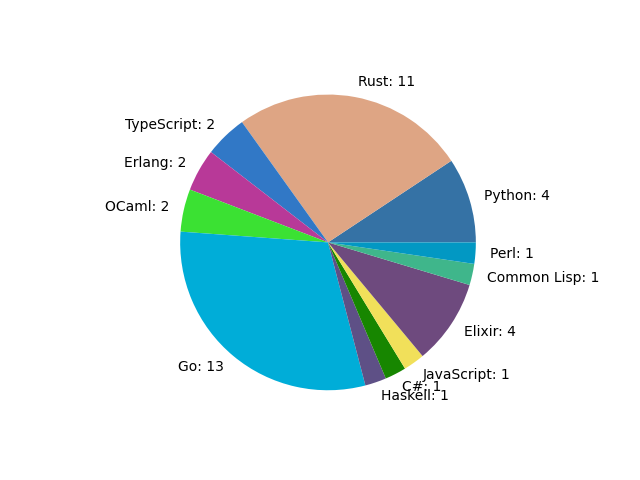 Rust: 11
TypeScript: 2
Erlang: 2
Python: 4
OCaml: 2
Perl: 1
Common Lisp: 1
Elixir: 4
Go: 13
JavaScript: 1
C#: 1
Haskell: 1